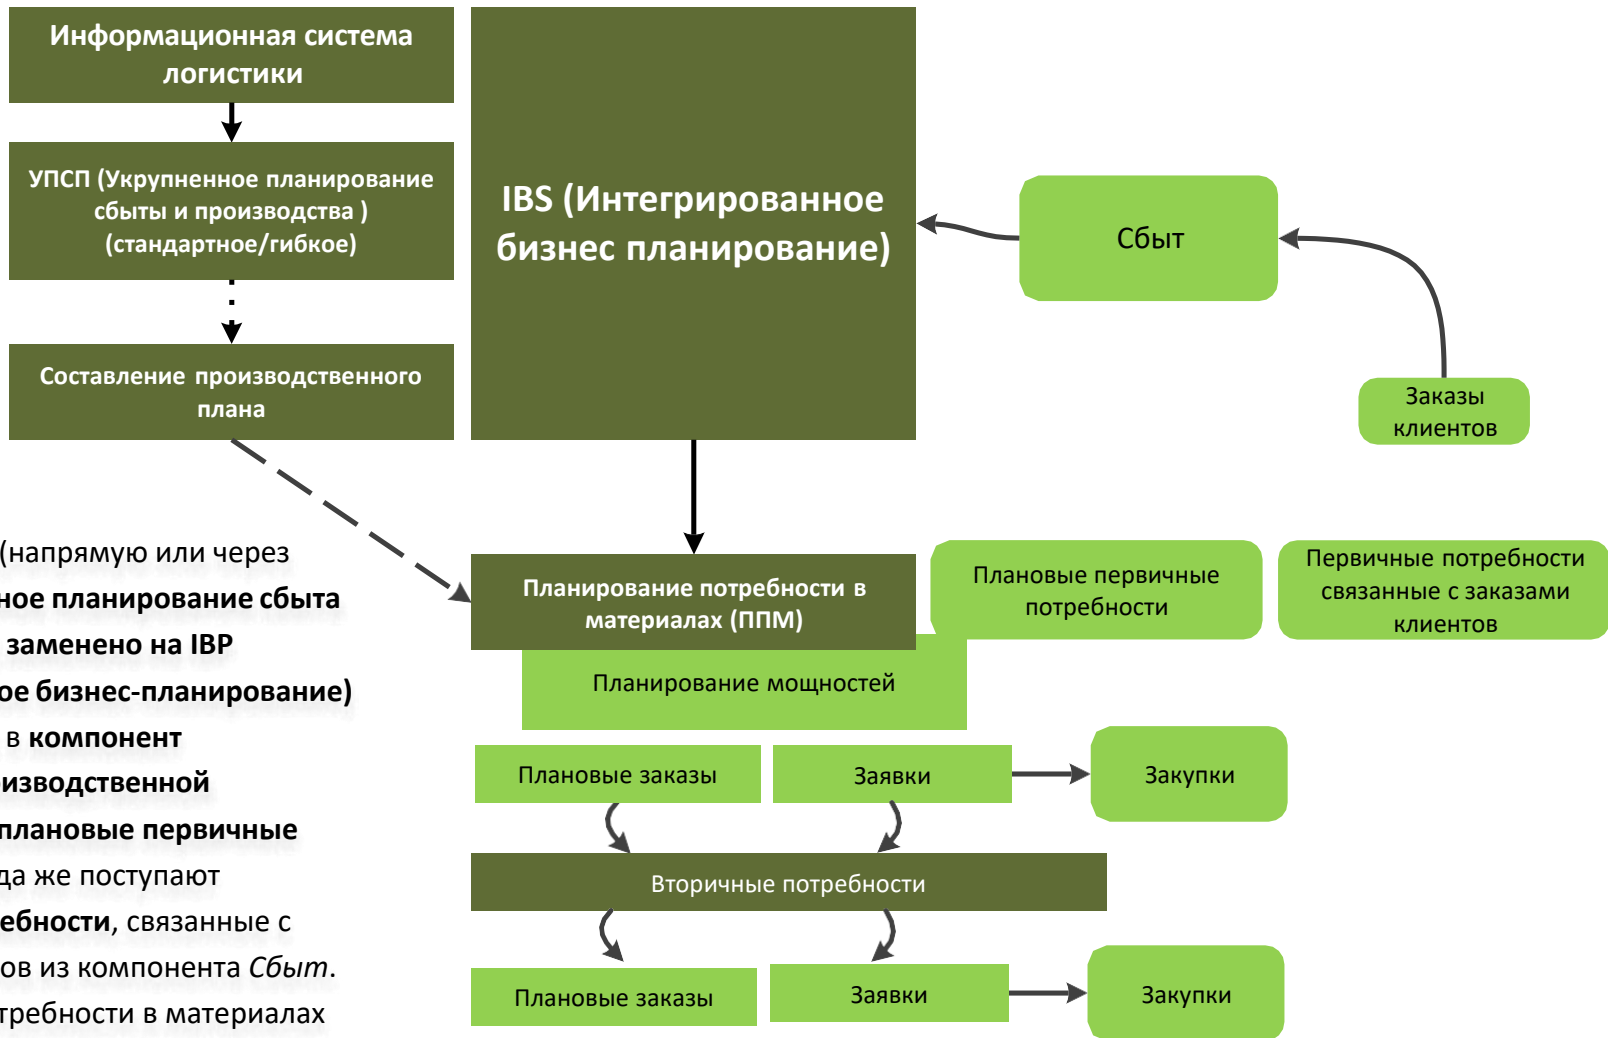 Информационная система
логистики
УПСП (Укрупненное планирование
сбыты и производства )
(стандартное/гибкое)
Составление производственного
плана
IBS (Интегрированное
бизнес планирование)
Сбыт
Заказы
клиентов
(напрямую или через
ное планирование сбыта
заменено на IBP
ое бизнес-планирование)
в компонент
изводственной
плановые первичные
да же поступают
ебности, связанные с
ов из компонента Сбыт.
требности в материалах
Планирование потребности в
материалах (ППМ)
Плановые первичные
потребности
Первичные потребности
связанные с заказами
клиентов
Планирование мощностей
Плановые заказы
Заявки
Закупки
Вторичные потребности
Плановые заказы
Заявки
Закупки